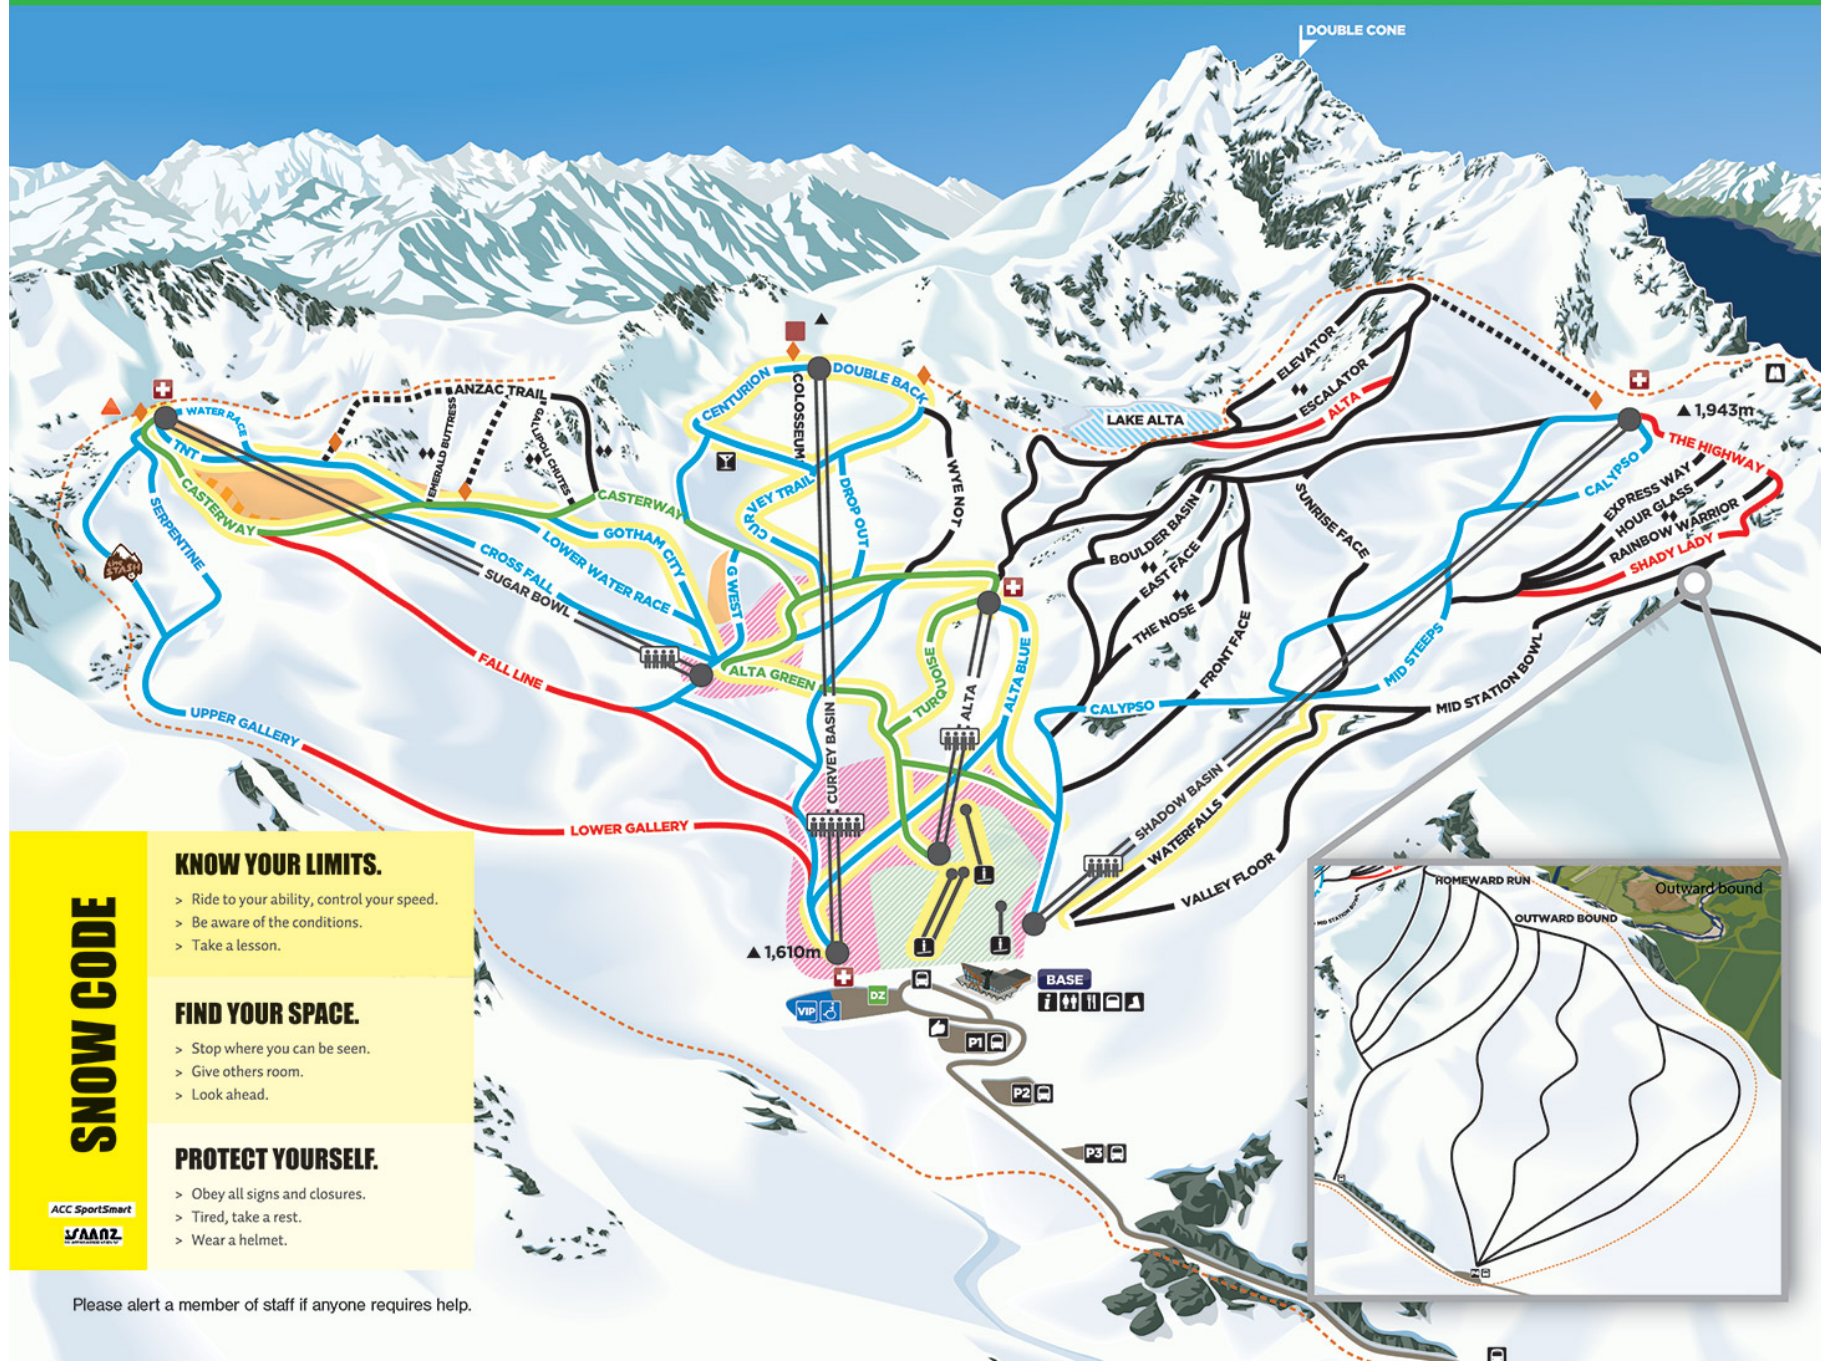 DOUBLE CONE
ELEVATOR
ESCALATOR
ALTA
LAKE ALTA
1,943m
THE HIGHWAY
CALYPSO
EXPRESS WAY
HOUR GLASS
RAINBOW WARRIOR
SHADY LADY
CENTURION
DOUBLE BACK
COLOSSEUM
WYE NOT
CURVEY TRAIL
DROP OUT
ANZAC TRAIL
EMERALD BUTTRESS
GALLIPOLI CHUTES
WATER RACE
TNT
CASTERWAY
CASTERWAY
SERPENTINE
the STASH
GOTHAM CITY
LOWER WATER RACE
CROSS FALL
SUGAR BOWL
G WEST
FALL LINE
UPPER GALLERY
LOWER GALLERY
ALTA GREEN
TURQUOISE
ALTA
ALTA BLUE
CURVEY BASIN
BOULDER BASIN
EAST FACE
THE NOSE
FRONT FACE
SUNRISE FACE
CALYPSO
MID STEEPS
MID STATION BOWL
SHADOW BASIN
WATERFALLS
VALLEY FLOOR
1,610m
BASE
VIP
DZ
P1
P2
P3
HOMEWARD RUN
Outward bound
OUTWARD BOUND
MID STATION BOWL
SNOW CODE
KNOW YOUR LIMITS.
> Ride to your ability, control your speed.
> Be aware of the conditions.
> Take a lesson.
FIND YOUR SPACE.
> Stop where you can be seen.
> Give others room.
> Look ahead.
PROTECT YOURSELF.
> Obey all signs and closures.
> Tired, take a rest.
> Wear a helmet.
ACC SportSmart
SAANZ
Please alert a member of staff if anyone requires help.